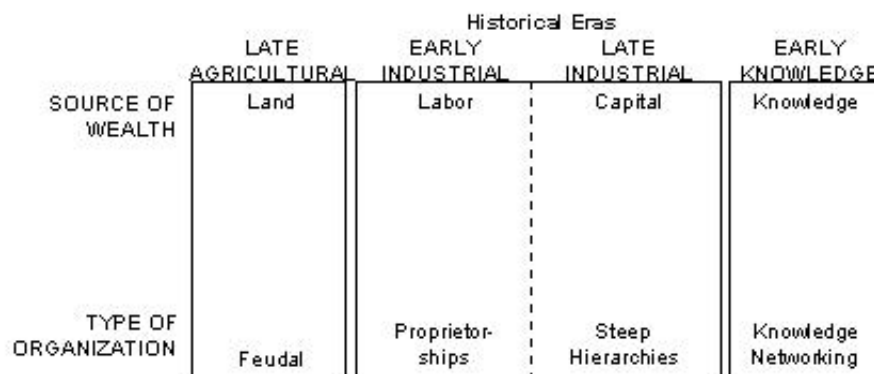 Historical Eras
LATE AGRICULTURAL
EARLY INDUSTRIAL
LATE INDUSTRIAL
EARLY KNOWLEDGE
SOURCE OF WEALTH
Land
Labor
Capital
Knowledge
TYPE OF ORGANIZATION
Feudal
Proprietor-
ships
Steep
Hierarchies
Knowledge
Networking